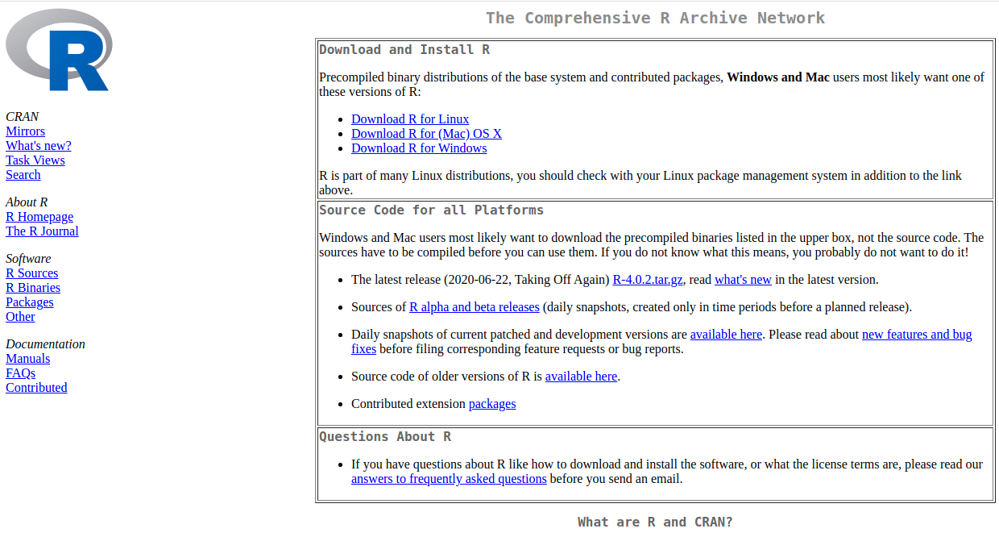 The Comprehensive R Archive Network
R
CRAN
Mirrors
What's new?
Task Views
Search
About R
R Homepage
The R Journal
Software
R Sources
R Binaries
Packages
Other
Documentation
Manuals
FAQs
Contributed
Download and Install R
Precompiled binary distributions of the base system and contributed packages, Windows and Mac users most likely want one of
these versions of R:
Download R for Linux
Download R for (Mac) OS X
Download R for Windows
R is part of many Linux distributions, you should check with your Linux package management system in addition to the link
above.
Source Code for all Platforms
Windows and Mac users most likely want to download the precompiled binaries listed in the upper box, not the source code. The
sources have to be compiled before you can use them. If you do not know what this means, you probably do not want to do it!
The latest release (2020-06-22, Taking Off Again) R-4.0.2.tar.gz, read what's new in the latest version.
Sources of R alpha and beta releases (daily snapshots, created only in time periods before a planned release).
Daily snapshots of current patched and development versions are available here. Please read about new features and bug
fixes before filing corresponding feature requests or bug reports.
Source code of older versions of R is available here.
Contributed extension packages
Questions About R
If you have questions about R like how to download and install the software, or what the license terms are, please read our
answers to frequently asked questions before you send an email.
What are R and CRAN?